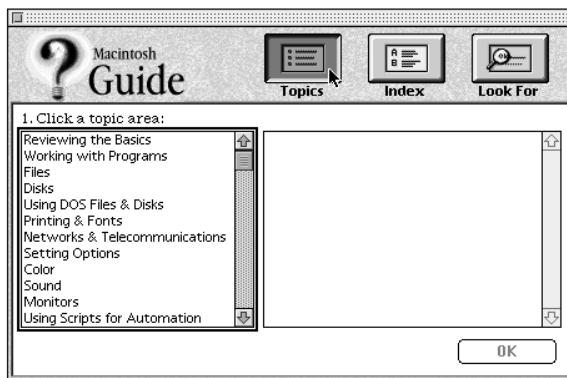 Macintosh
Guide
Topics
Index
Look For
1. Click a topic area:
Reviewing the Basics
Working with Programs
Files
Disks
Using DOS Files & Disks
Printing & Fonts
Networks & Telecommunications
Setting Options
Color
Sound
Monitors
Using Scripts for Automation
OK